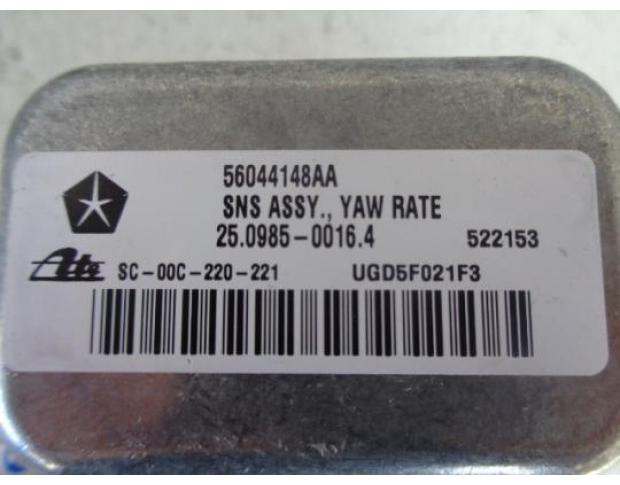 56044148AA
SNS ASSY., YAW RATE
25.0985-0016.4 522153
Ate SC-00C-220-221 UGD5F021F3